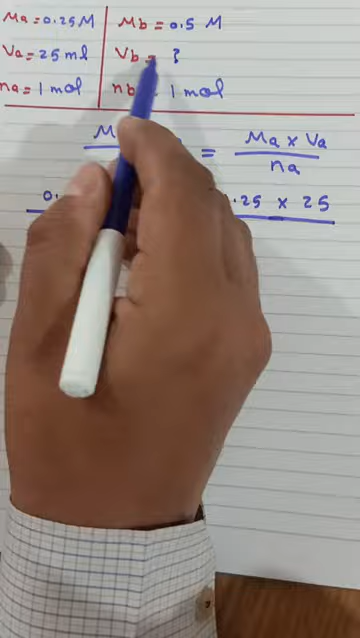 Ma = 0.25 M Mb = 0.5 M
Va = 25 ml Vb = ?
na = 1 mol nb 1 mol
M = Ma x Va
na
0. .25 x 25